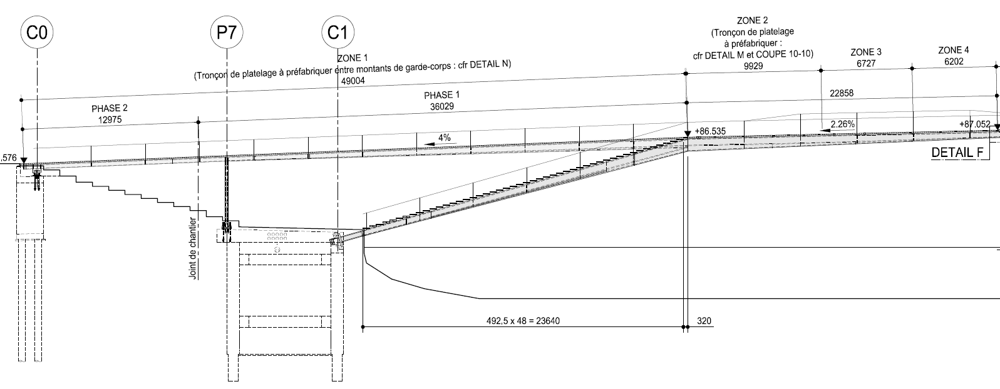 C0
P7
C1
ZONE 1
(Tronçon de platelage à préfabriquer entre montants de garde-corps : cfr DETAIL N)
49004
ZONE 2
(Tronçon de platelage
à préfabriquer :
cfr DETAIL M et COUPE 10-10)
9929
ZONE 3
6727
ZONE 4
6202
PHASE 2
12975
PHASE 1
36029
22858
4%
+86.535
2.26%
+87.052
.576
DETAIL F
Joint de chantier
492,5 x 48 = 23640
320